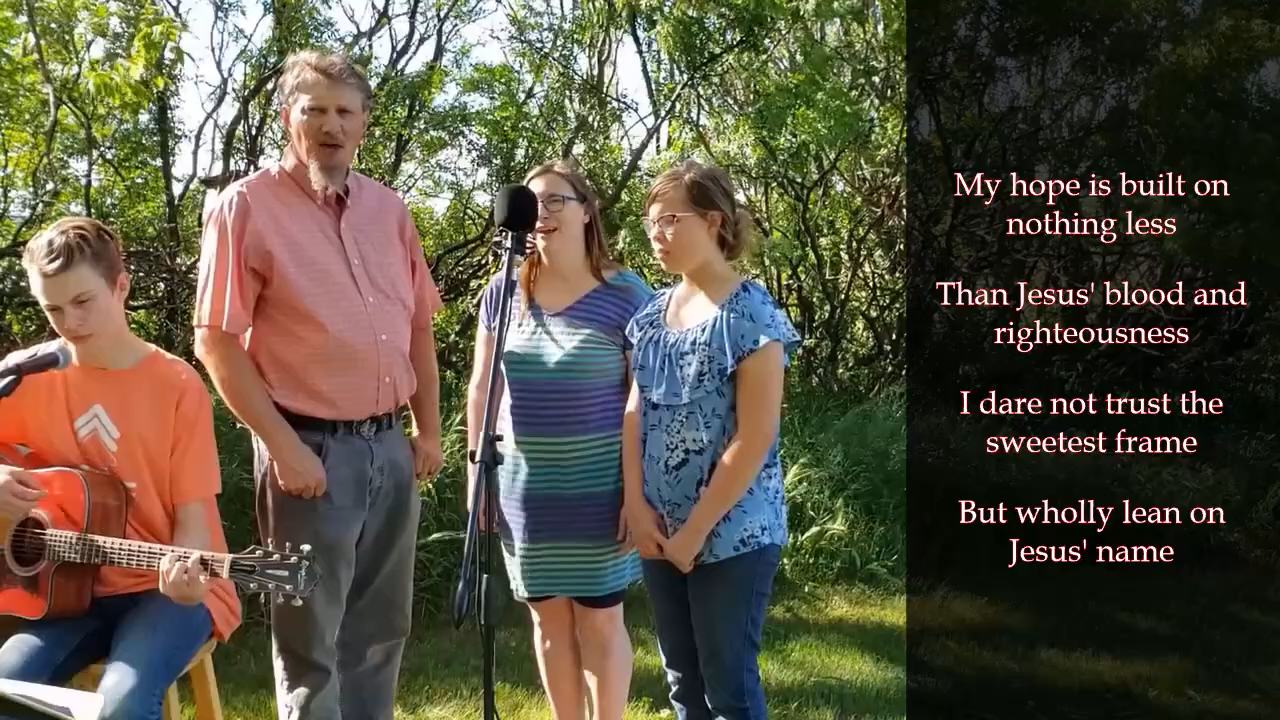 My hope is built on
nothing less
Than Jesus' blood and
righteousness
I dare not trust the
sweetest frame
But wholly lean on
Jesus' name